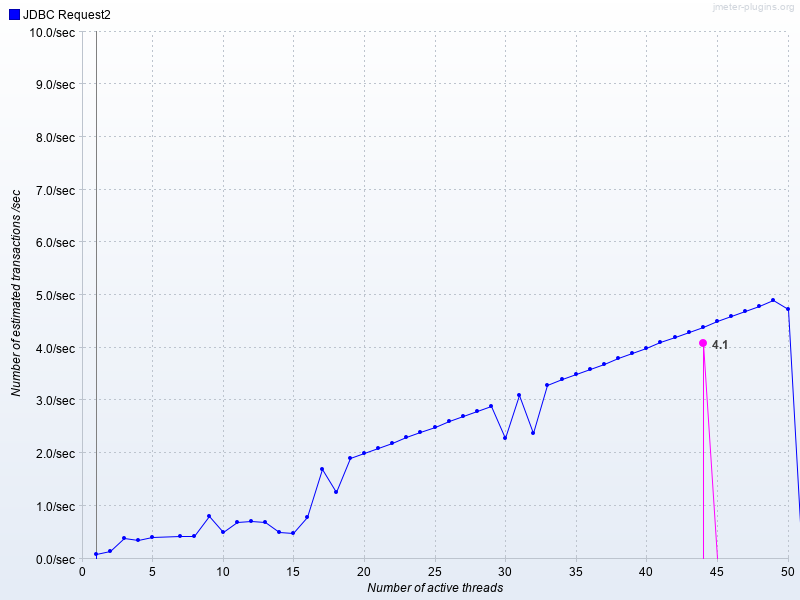 jmeter-plugins.org
JDBC Request2
10.0/sec
9.0/sec
8.0/sec
7.0/sec
6.0/sec
5.0/sec
4.0/sec
3.0/sec
2.0/sec
1.0/sec
0.0/sec
Number of estimated transactions /sec
4.1
0 5 10 15 20 25 30 35 40 45 50
Number of active threads